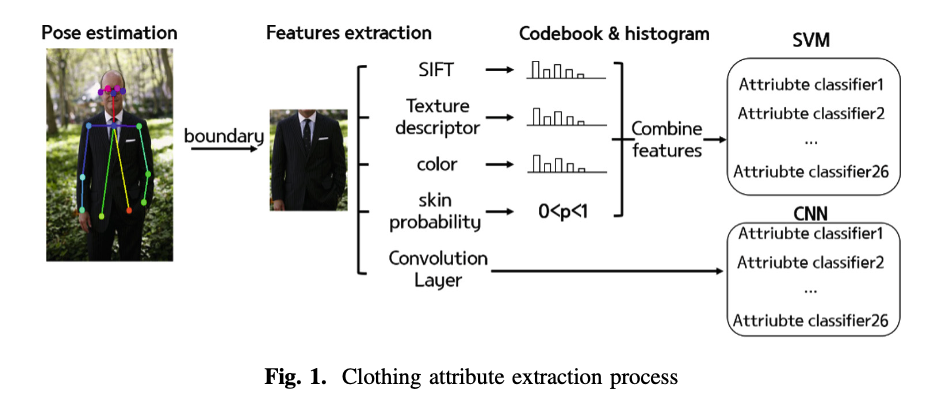 Pose estimation
Features extraction
Codebook & histogram
SVM
boundary
SIFT
Texture
descriptor
color
skin
probability
0<p<1
Convolution
Layer
Combine
features
Attriubte classifier1
Attriubte classifier2
...
Attriubte classifier26
CNN
Attriubte classifier1
Attriubte classifier2
...
Attriubte classifier26
Fig. 1. Clothing attribute extraction process